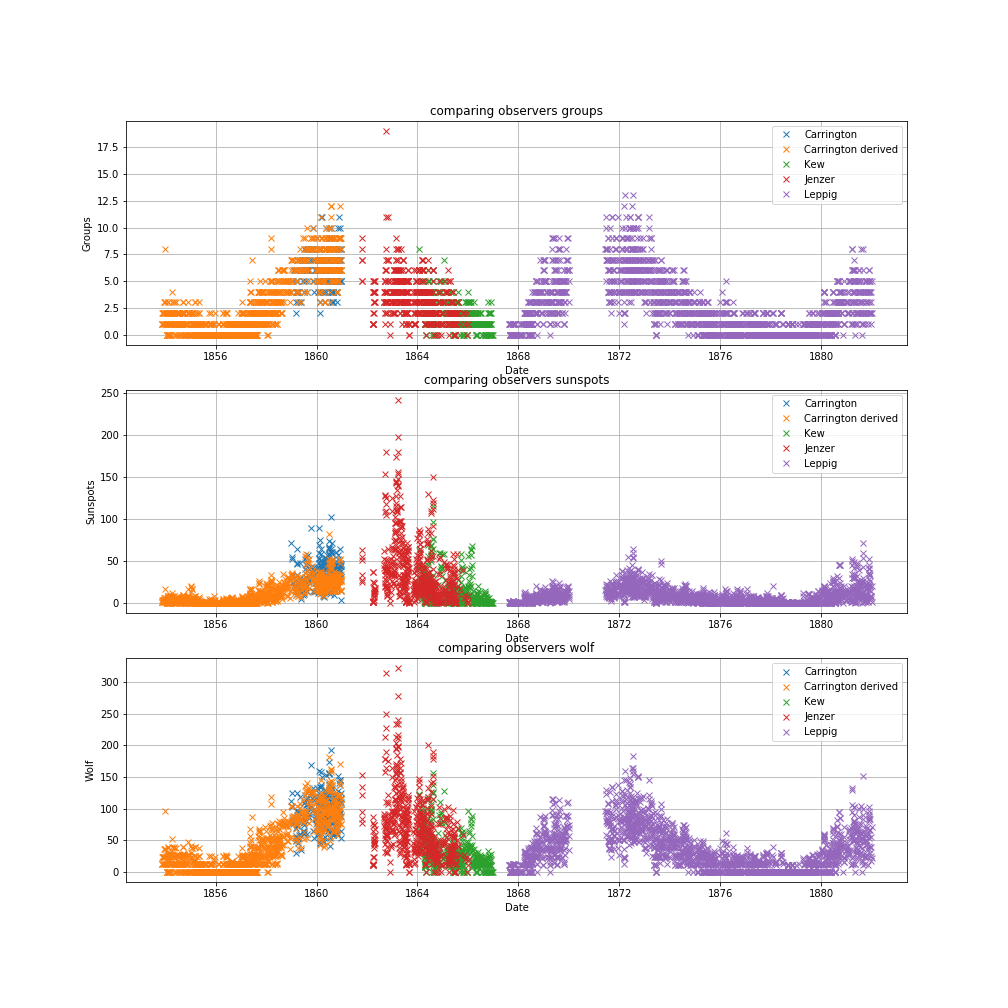 comparing observers groups
17.5
15.0
12.5
10.0
7.5
5.0
2.5
0.0
Groups
Carrington
Carrington derived
Kew
Jenzer
Leppig
1856 1860 1864 1868 1872 1876 1880
Date
comparing observers sunspots
250
200
150
100
50
0
Sunspots
Carrington
Carrington derived
Kew
Jenzer
Leppig
1856 1860 1864 1868 1872 1876 1880
Date
comparing observers wolf
300
250
200
150
100
50
0
Wolf
Carrington
Carrington derived
Kew
Jenzer
Leppig
1856 1860 1864 1868 1872 1876 1880
Date